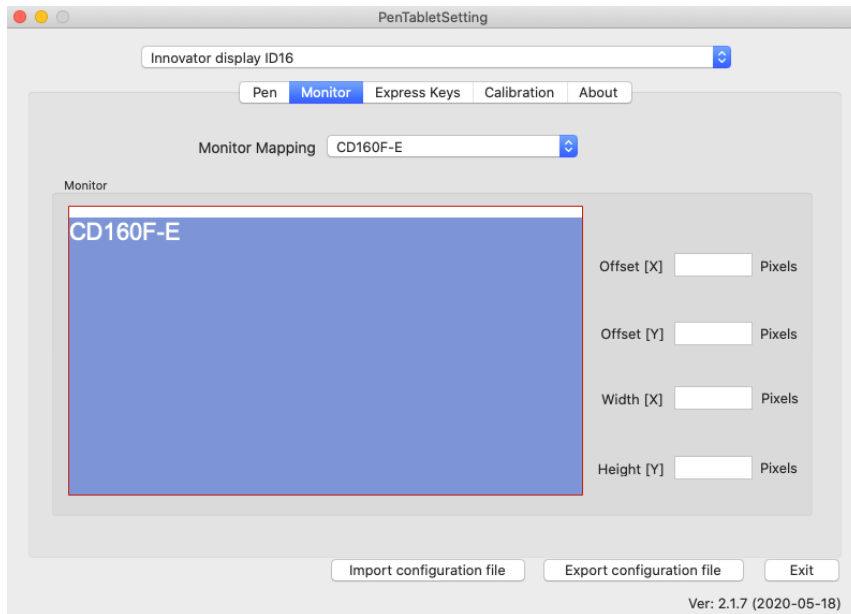 PenTabletSetting
Innovator display ID16
Pen Monitor Express Keys Calibration About
Monitor Mapping CD160F-E
Monitor
CD160F-E
Offset [X] Pixels
Offset [Y] Pixels
Width [X] Pixels
Height [Y] Pixels
Import configuration file Export configuration file Exit
Ver: 2.1.7 (2020-05-18)